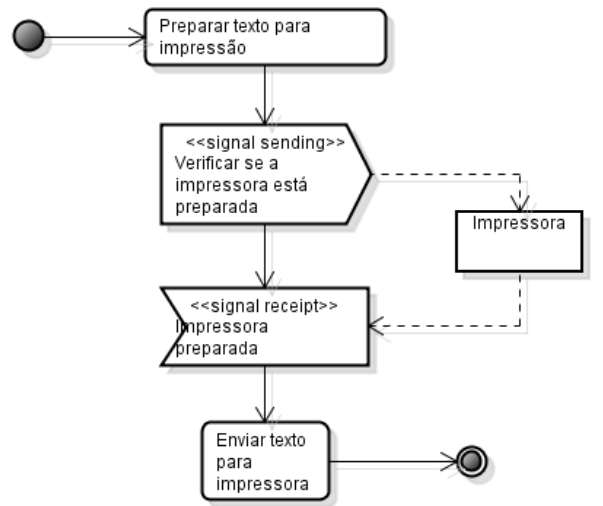 Preparar texto para
impressão
<<signal sending>>
Verificar se a
impressora está
preparada
Impressora
<<signal receipt>>
Impressora
preparada
Enviar texto
para
impressora